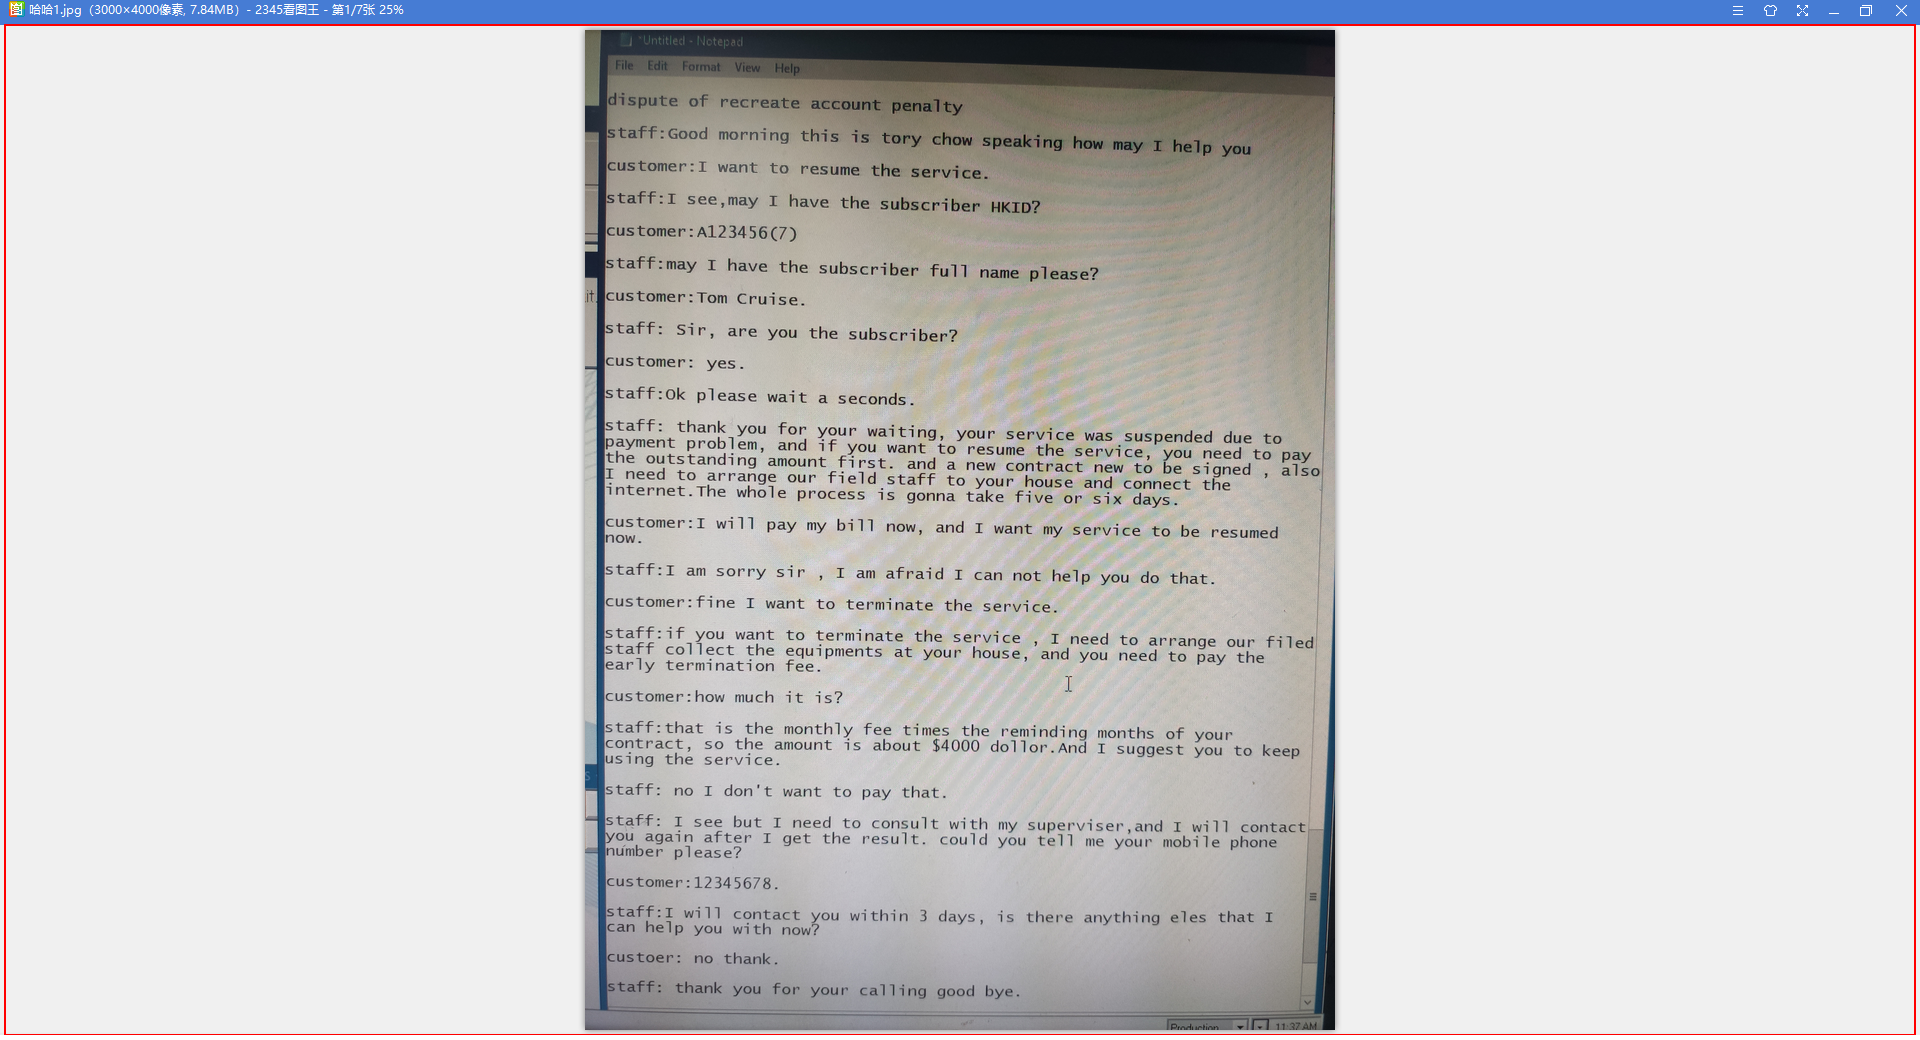 哈哈1.jpg（3000×4000像素, 7.84MB）- 2345看图王 - 第1/7张 25%
*Untitled - Notepad
File Edit Format View Help
dispute of recreate account penalty
staff:Good morning this is tory chow speaking how may I help you
customer:I want to resume the service.
staff:I see,may I have the subscriber HKID?
customer:A123456(7)
staff:may I have the subscriber full name please?
customer:Tom Cruise.
staff: Sir, are you the subscriber?
customer: yes.
staff:Ok please wait a seconds.
staff: thank you for your waiting, your service was suspended due to
payment problem, and if you want to resume the service, you need to pay
the outstanding amount first. and a new contract new to be signed , also
I need to arrange our field staff to your house and connect the
internet.The whole process is gonna take five or six days.
customer:I will pay my bill now, and I want my service to be resumed
now.
staff:I am sorry sir , I am afraid I can not help you do that.
customer:fine I want to terminate the service.
staff:if you want to terminate the service , I need to arrange our filed
staff collect the equipments at your house, and you need to pay the
early termination fee.
customer:how much it is?
staff:that is the monthly fee times the reminding months of your
contract, so the amount is about $4000 dollor.And I suggest you to keep
using the service.
staff: no I don't want to pay that.
staff: I see but I need to consult with my superviser,and I will contact
you again after I get the result. could you tell me your mobile phone
number please?
customer:12345678.
staff:I will contact you within 3 days, is there anything eles that I
can help you with now?
custoer: no thank.
staff: thank you for your calling good bye.
Production 11:37 AM